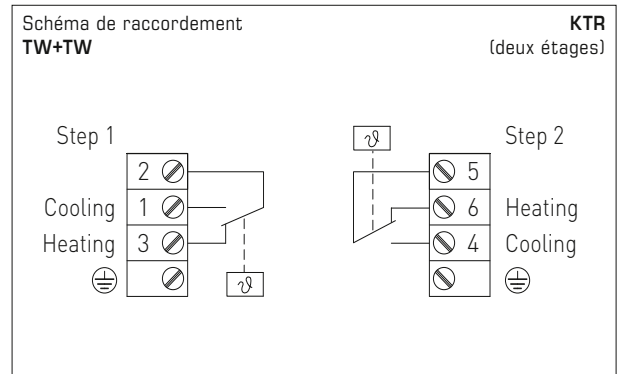 Schéma de raccordement KTR
TW+TW (deux étages)
Step 1 ϑ Step 2
2 5
Cooling 1 6 Heating
Heating 3 4 Cooling
ϑ